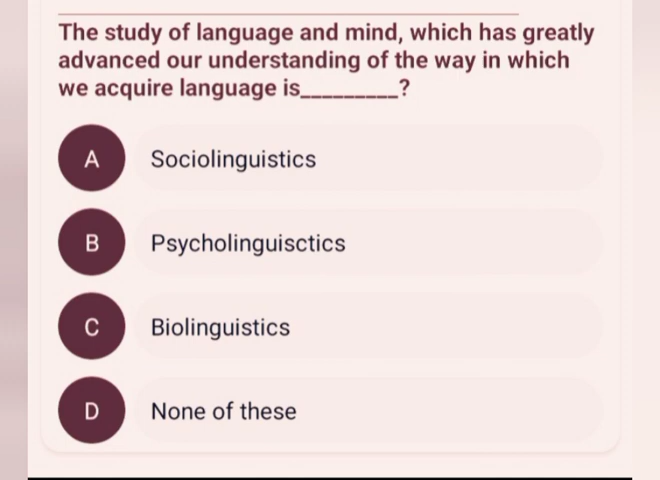 The study of language and mind, which has greatly
advanced our understanding of the way in which
we acquire language is_________?
A Sociolinguistics
B Psycholinguisctics
C Biolinguistics
D None of these